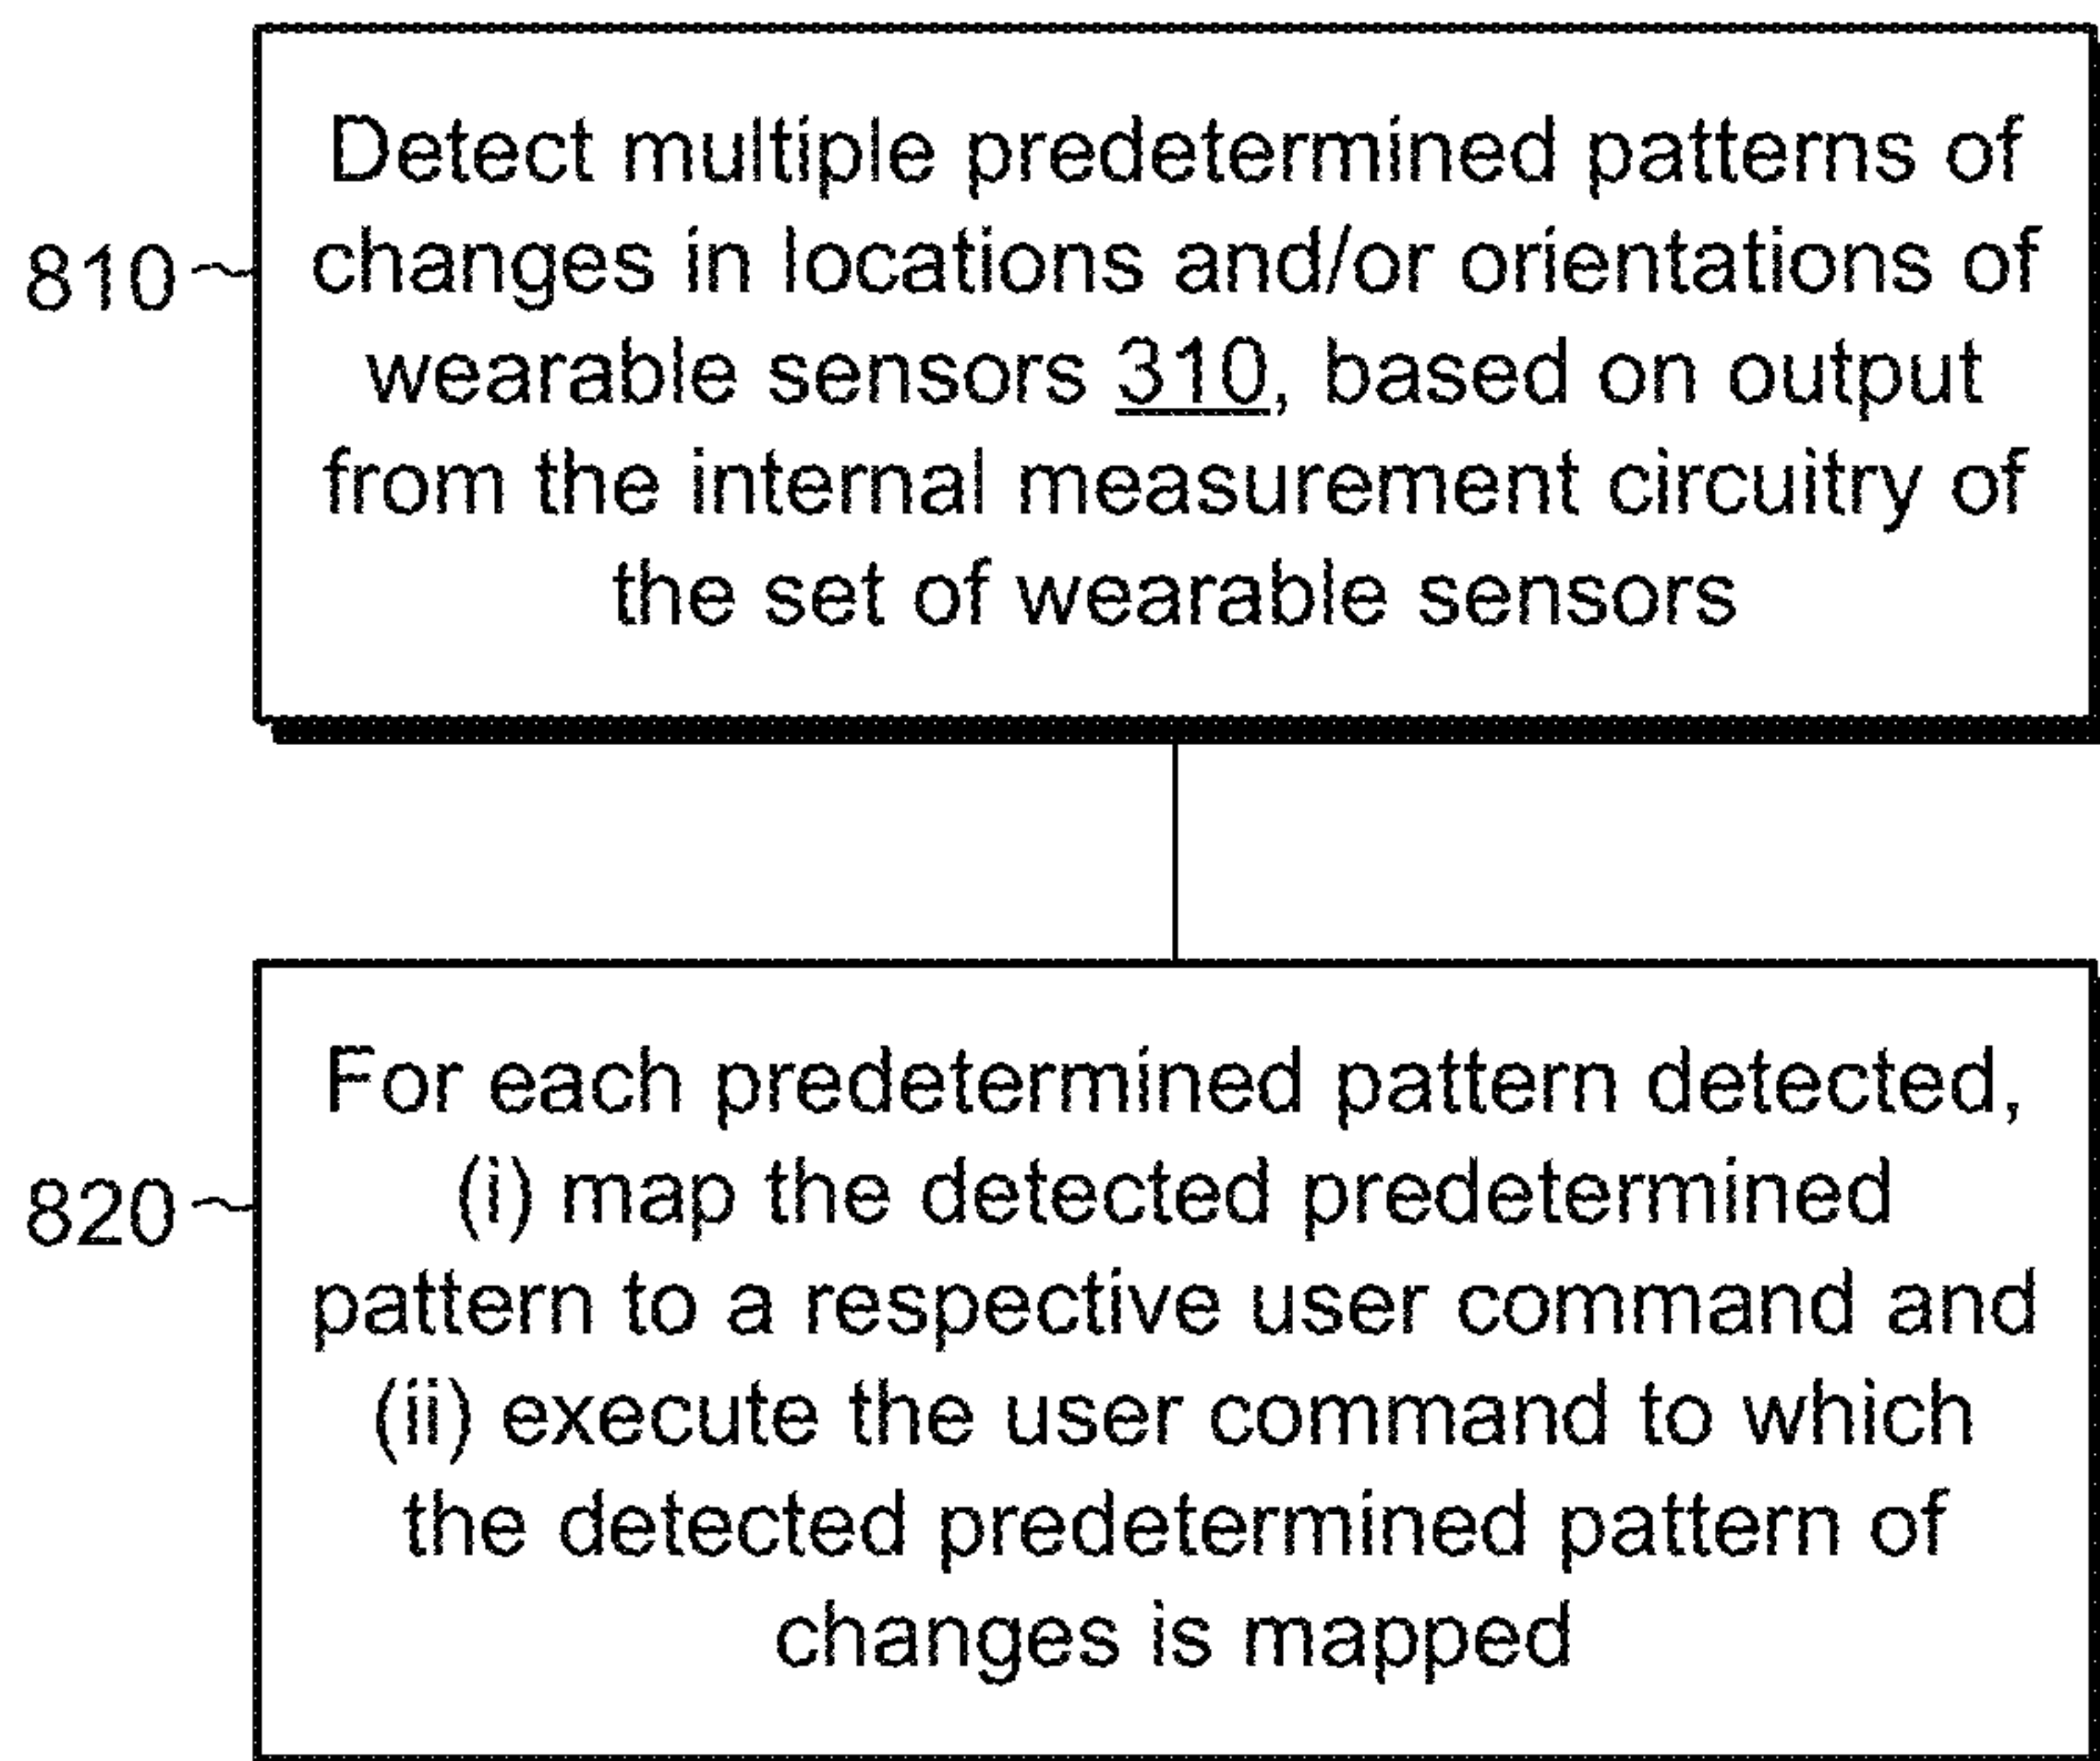 Detect multiple predetermined patterns of
changes in locations and/or orientations of
wearable sensors 310, based on output
from the internal measurement circuitry of
the set of wearable sensors
810
For each predetermined pattern detected,
(i) map the detected predetermined
pattern to a respective user command and
(ii) execute the user command to which
the detected predetermined pattern of
changes is mapped
820